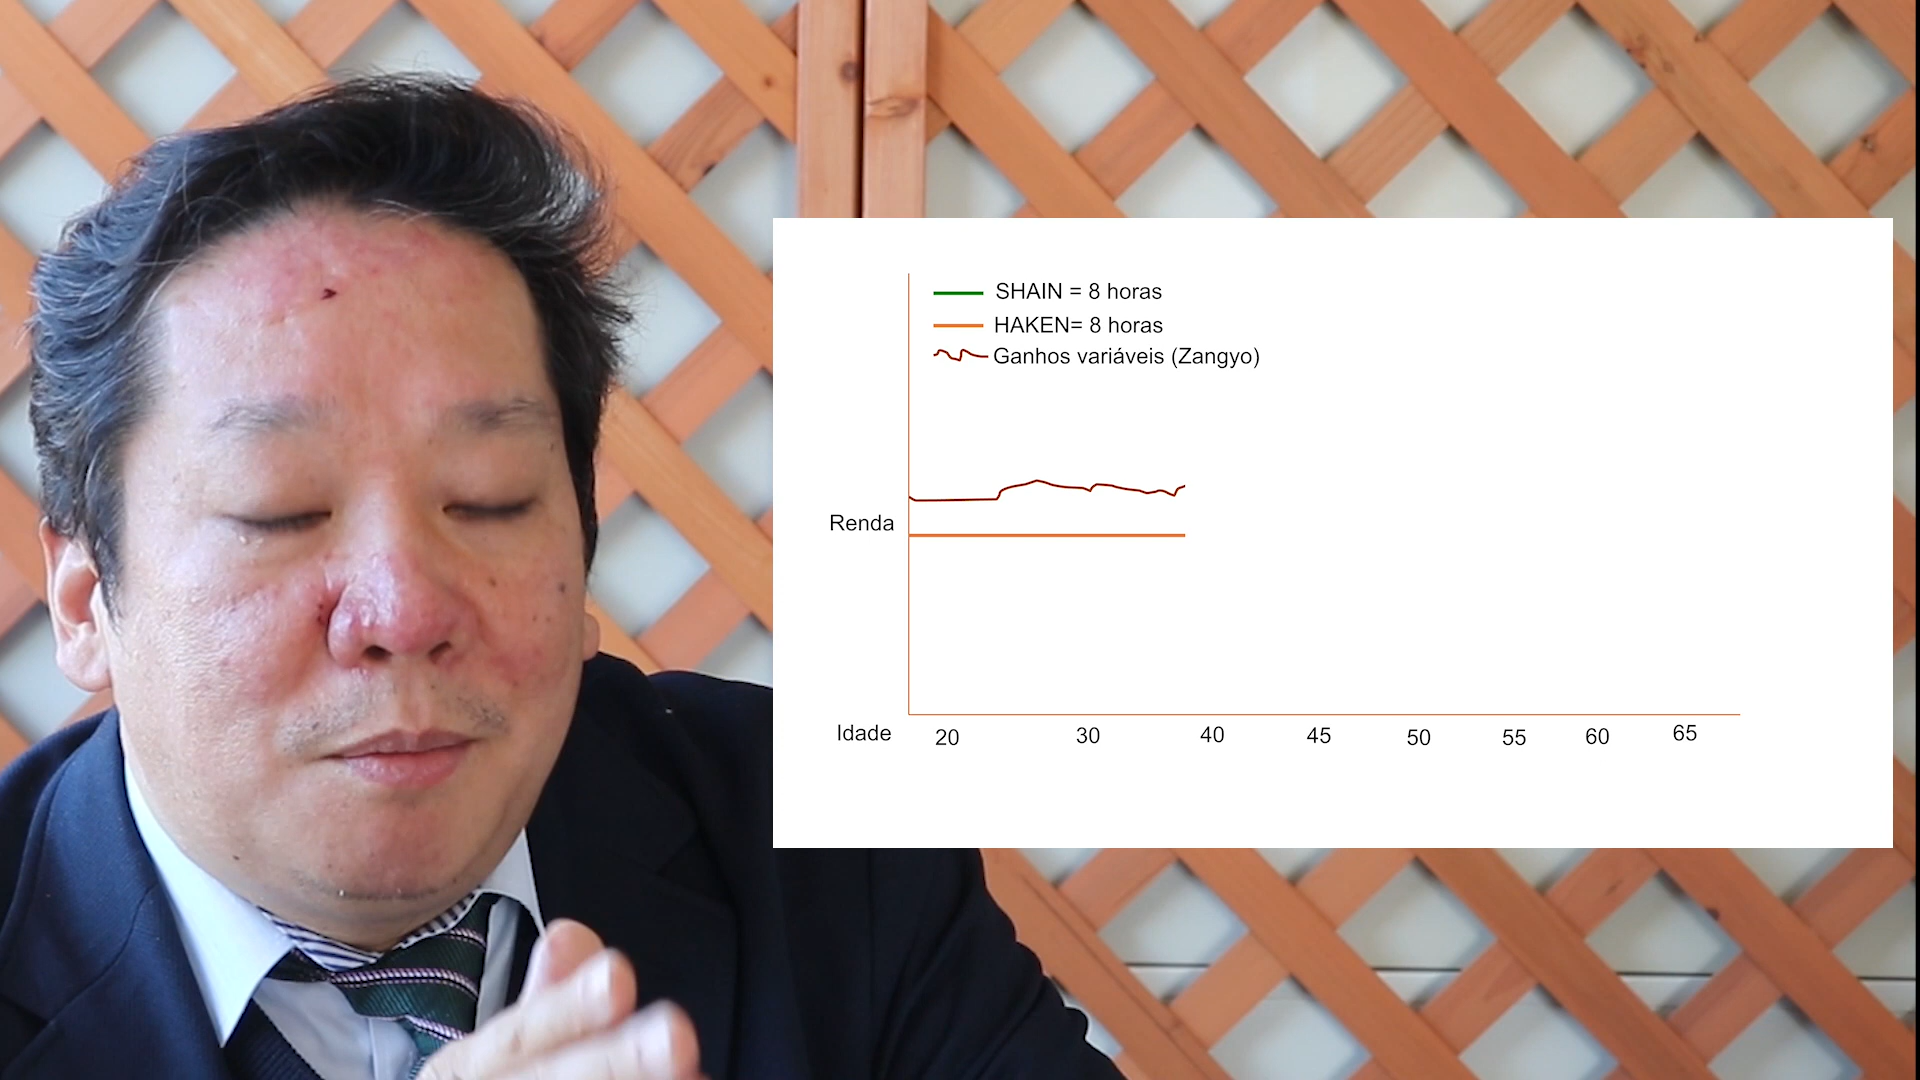 SHAIN = 8 horas
HAKEN= 8 horas
Ganhos variáveis (Zangyo)
Renda
Idade 20 30 40 45 50 55 60 65